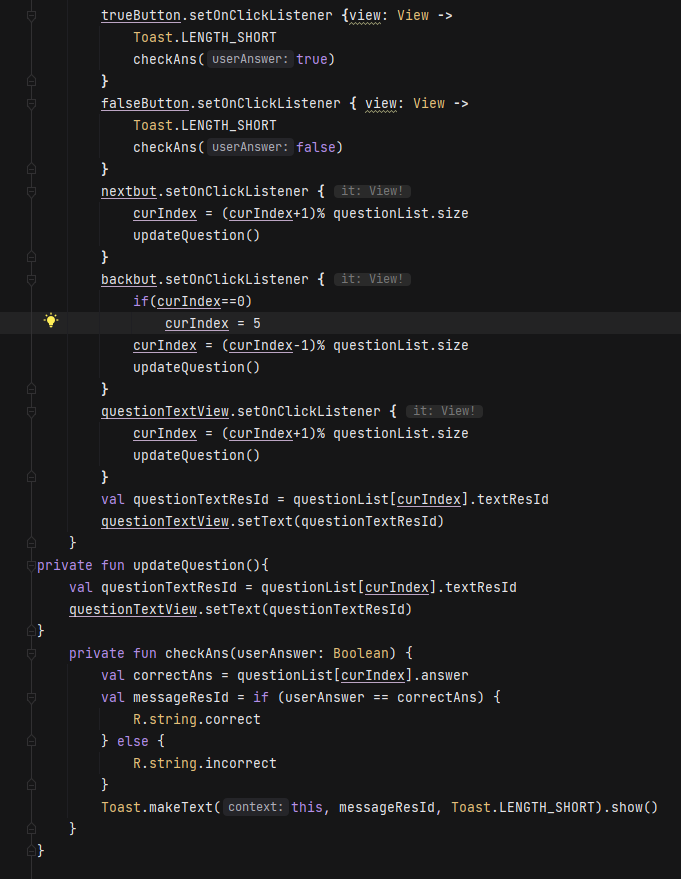 trueButton.setOnClickListener {view: View ->
Toast.LENGTH_SHORT
checkAns( userAnswer: true)
}
falseButton.setOnClickListener { view: View ->
Toast.LENGTH_SHORT
checkAns( userAnswer: false)
}
nextbut.setOnClickListener { it: View!
curIndex = (curIndex+1)% questionList.size
updateQuestion()
}
backbut.setOnClickListener { it: View!
if(curIndex==0)
curIndex = 5
curIndex = (curIndex-1)% questionList.size
updateQuestion()
}
questionTextView.setOnClickListener { it: View!
curIndex = (curIndex+1)% questionList.size
updateQuestion()
}
val questionTextResId = questionList[curIndex].textResId
questionTextView.setText(questionTextResId)
}
private fun updateQuestion(){
val questionTextResId = questionList[curIndex].textResId
questionTextView.setText(questionTextResId)
}
private fun checkAns(userAnswer: Boolean) {
val correctAns = questionList[curIndex].answer
val messageResId = if (userAnswer == correctAns) {
R.string.correct
} else {
R.string.incorrect
}
Toast.makeText( context: this, messageResId, Toast.LENGTH_SHORT).show()
}
}